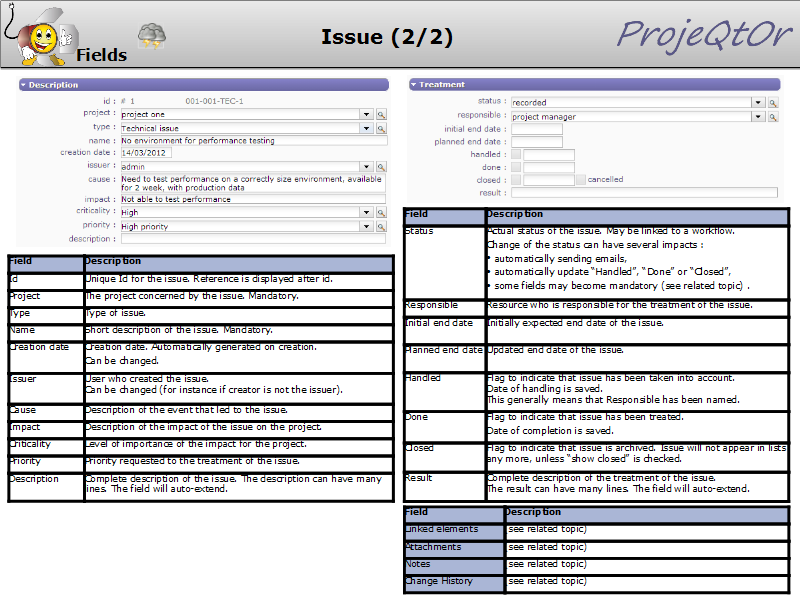 Fields
Issue (2/2)
ProjeQtOr
Description
id : # 1 001-001-TEC-1
project : project one
type : Technical issue
name : No environment for performance testing
creation date : 14/03/2012
issuer : admin
cause : Need to test performance on a correctly size environment, available
for 2 week, with production data
impact : Not able to test performance
criticality : High
priority : High priority
description :
Field Description
Id Unique Id for the issue. Reference is displayed after id.
Project The project concerned by the issue. Mandatory.
Type Type of issue.
Name Short description of the issue. Mandatory.
Creation date Creation date. Automatically generated on creation.
Can be changed.
Issuer User who created the issue.
Can be changed (for instance if creator is not the issuer).
Cause Description of the event that led to the issue.
Impact Description of the impact of the issue on the project.
Criticality Level of importance of the impact for the project.
Priority Priority requested to the treatment of the issue.
Description Complete description of the issue. The description can have many
lines. The field will auto-extend.
Treatment
status : recorded
responsible : project manager
initial end date :
planned end date :
handled :
done :
closed : cancelled
result :
Field Description
Status Actual status of the issue. May be linked to a workflow.
Change of the status can have several impacts :
• automatically sending emails,
• automatically update “Handled”, “Done” or “Closed”,
• some fields may become mandatory (see related topic) .
Responsible Resource who is responsible for the treatment of the issue.
Initial end date Initially expected end date of the issue.
Planned end date Updated end date of the issue.
Handled Flag to indicate that issue has been taken into account.
Date of handling is saved.
This generally means that Responsible has been named.
Done Flag to indicate that issue has been treated.
Date of completion is saved.
Closed Flag to indicate that issue is archived. Issue will not appear in lists
any more, unless “show closed” is checked.
Result Complete description of the treatment of the issue.
The result can have many lines. The field will auto-extend.
Field Description
Linked elements see related topic)
Attachments see related topic)
Notes see related topic)
Change History see related topic)